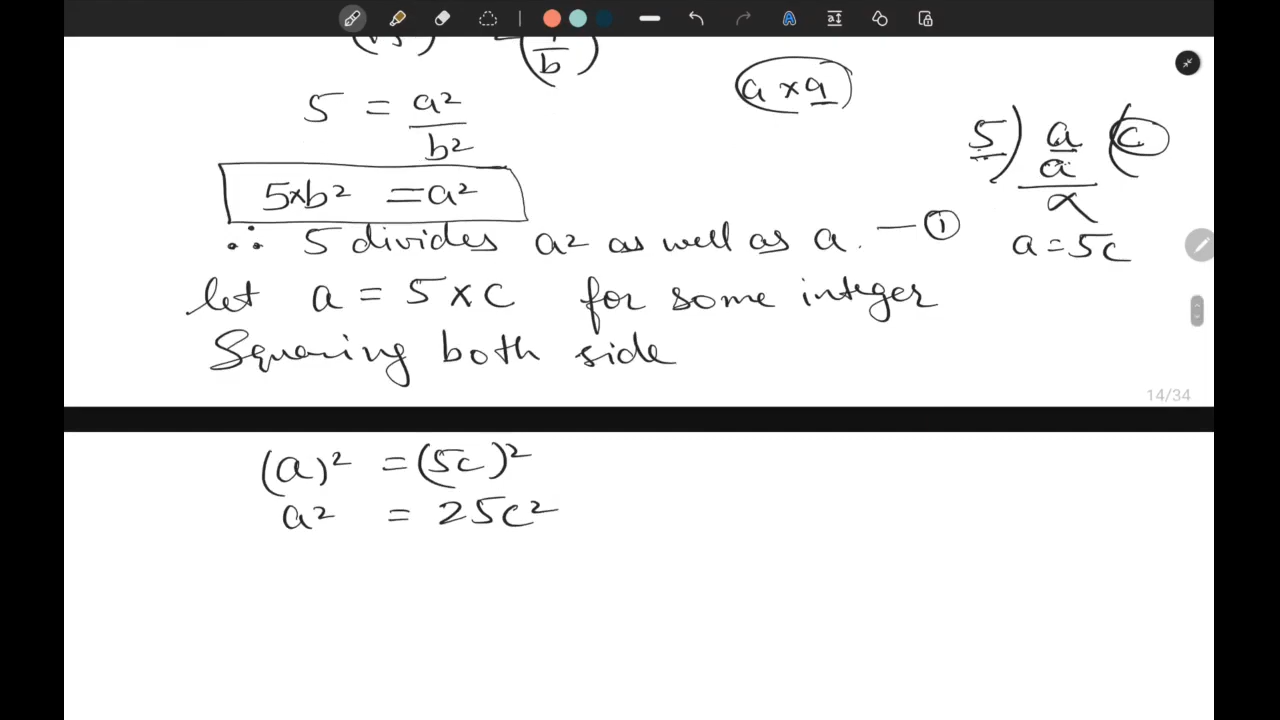 b
a × a
5 = a²/b²
5) a (c
a
5×b² = a²
∴ 5 divides a² as well as a. — ①
a = 5c
let a = 5 × c for some integer
Squaring both side
14/34
(a)² = (5c)²
a² = 25c²